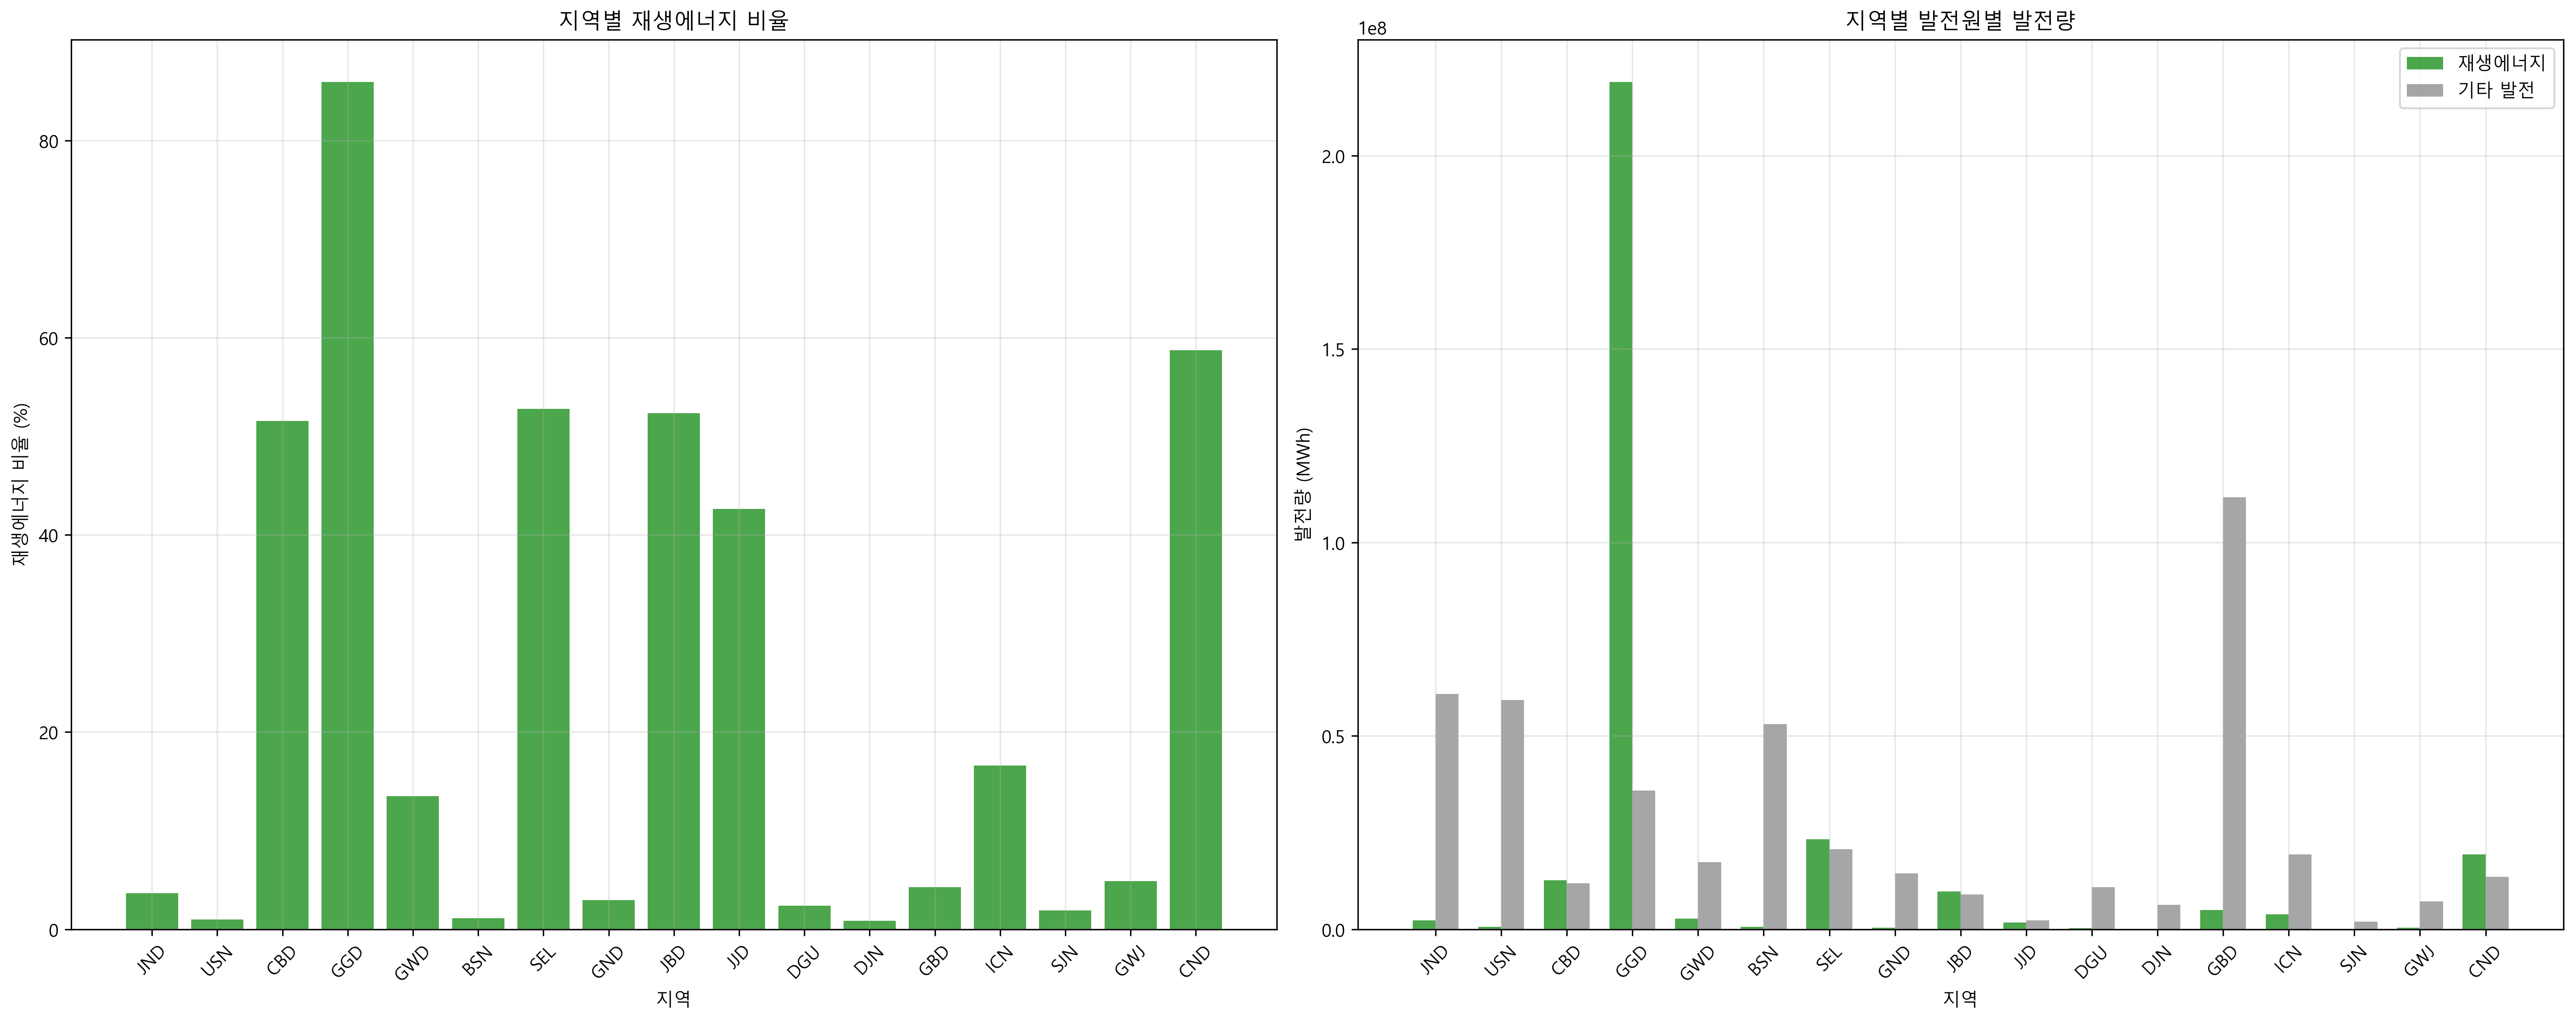 지역별 재생에너지 비율
재생에너지 비율 (%)
80
60
40
20
0
JND USN CBD GGD GWD BSN SEL GND JBD JJD DGU DJN GBD ICN SJN GWJ CND
지역
지역별 발전원별 발전량
1e8
재생에너지
기타 발전
발전량 (MWh)
2.0
1.5
1.0
0.5
0.0
JND USN CBD GGD GWD BSN SEL GND JBD JJD DGU DJN GBD ICN SJN GWJ CND
지역